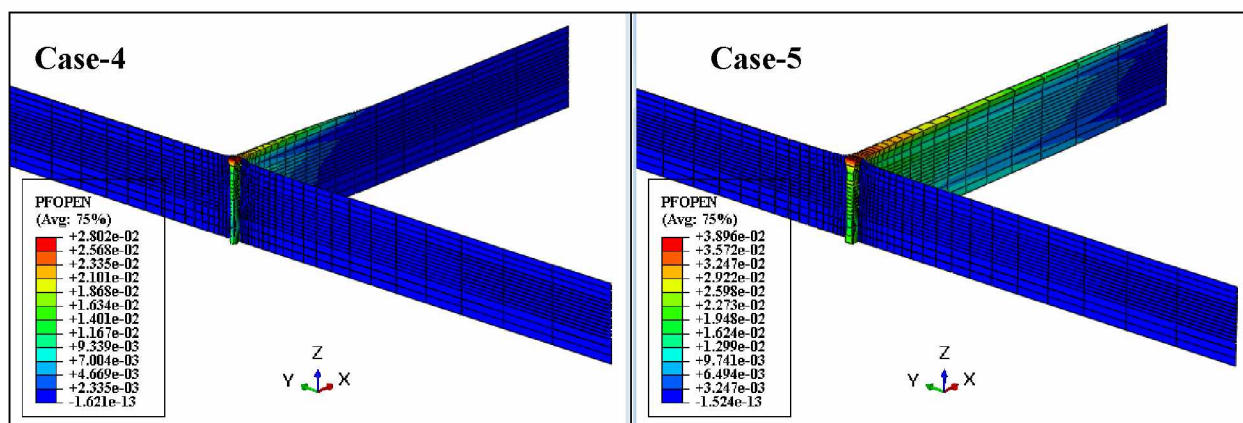 Case-4
PFOPEN
(Avg: 75%)
+2.802e-02
+2.568e-02
+2.335e-02
+2.101e-02
+1.868e-02
+1.634e-02
+1.401e-02
+1.167e-02
+9.339e-03
+7.004e-03
+4.669e-03
+2.335e-03
-1.621e-13
Z
Y
X
Case-5
PFOPEN
(Avg: 75%)
+3.896e-02
+3.572e-02
+3.247e-02
+2.922e-02
+2.598e-02
+2.273e-02
+1.948e-02
+1.624e-02
+1.299e-02
+9.741e-03
+6.494e-03
+3.247e-03
-1.524e-13
Z
Y
X